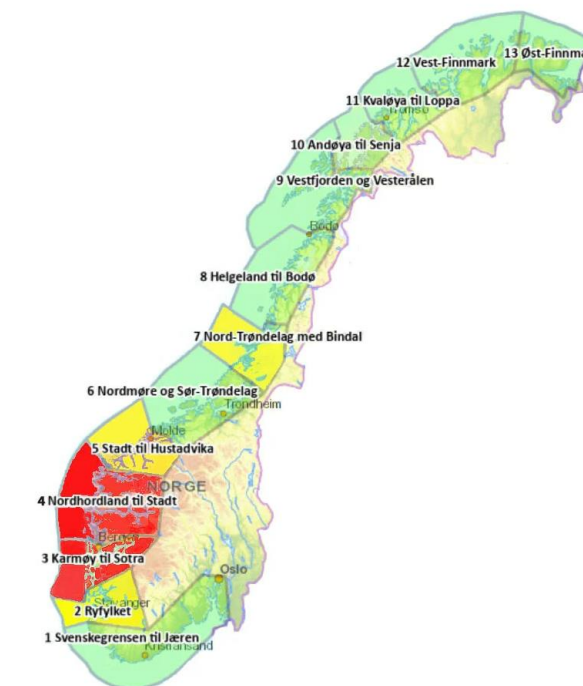 12 Vest-Finnmark
13 Øst-Finnma
11 Kvaløya til Loppa
Tromsø
10 Andøya til Senja
9 Vestfjorden og Vesterålen
Bodø
8 Helgeland til Bodø
7 Nord-Trøndelag med Bindal
6 Nordmøre og Sør-Trøndelag
Trondheim
Molde
5 Stadt til Hustadvika
NORGE
4 Nordhordland til Stadt
Bergen
3 Karmøy til Sotra
Oslo
Stavanger
2 Ryfylket
1 Svenskegrensen til Jæren
Kristiansand